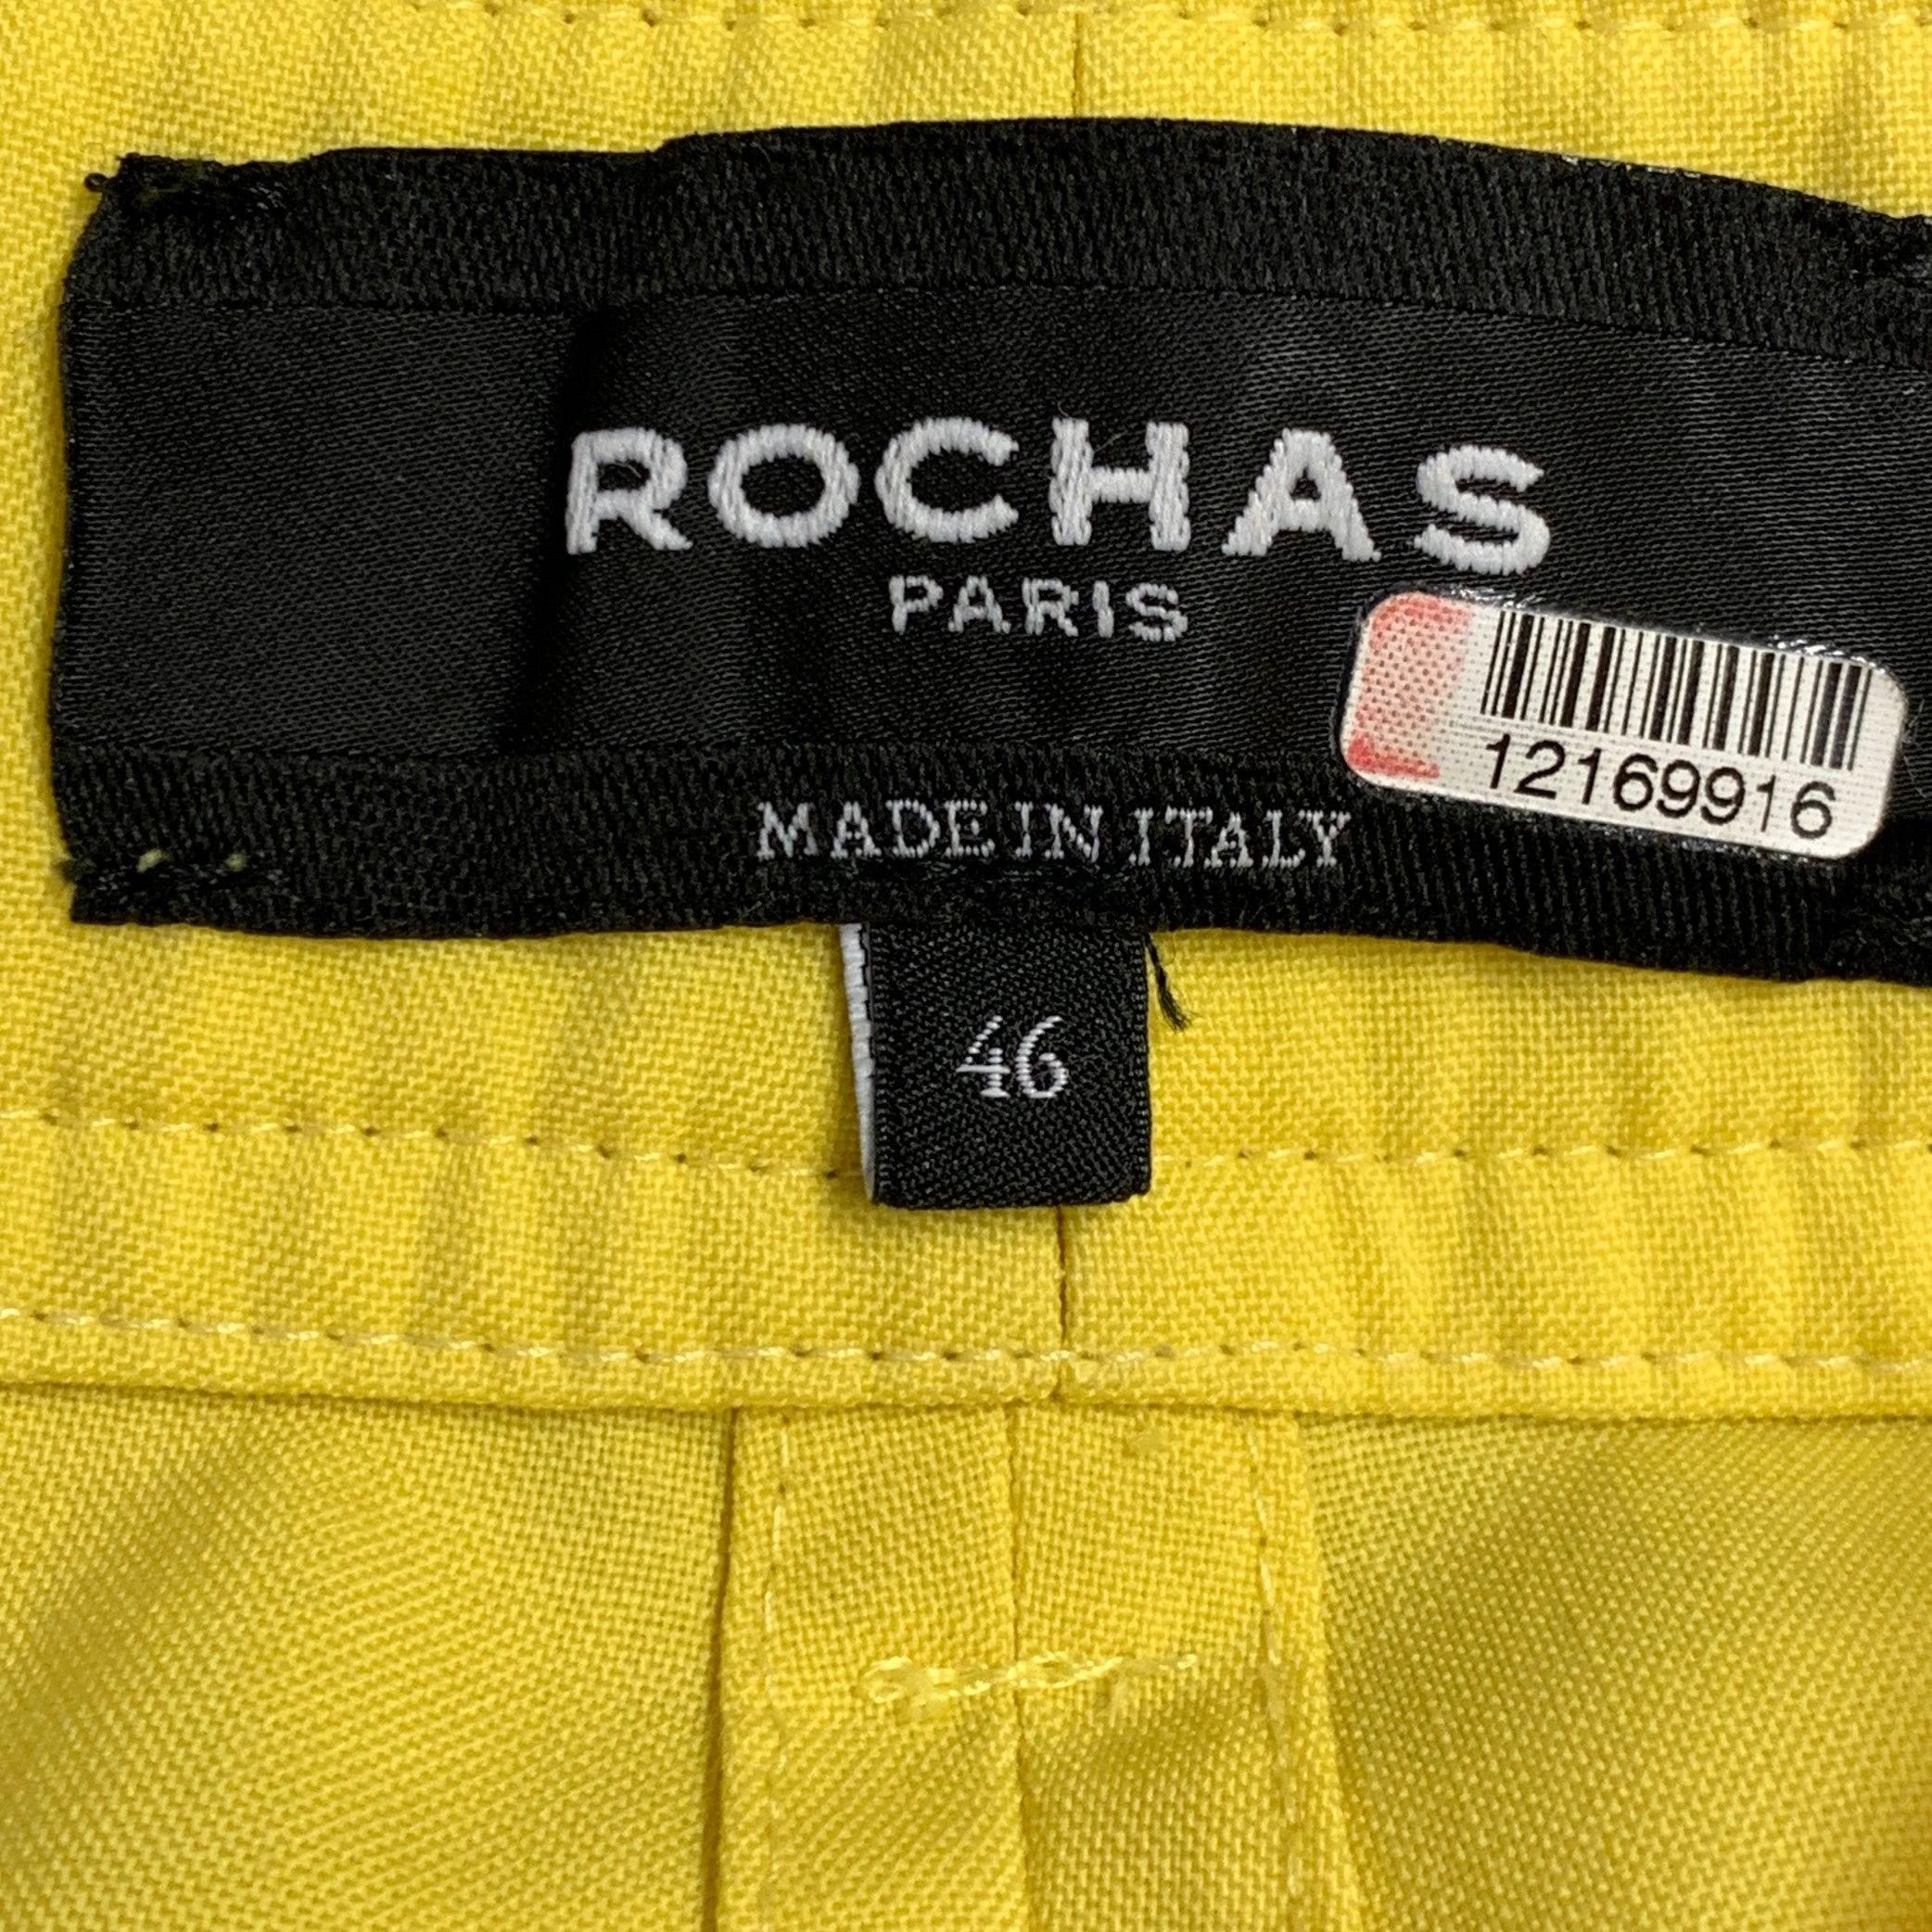 ROCHAS
PARIS
12169916
MADE IN ITALY
46